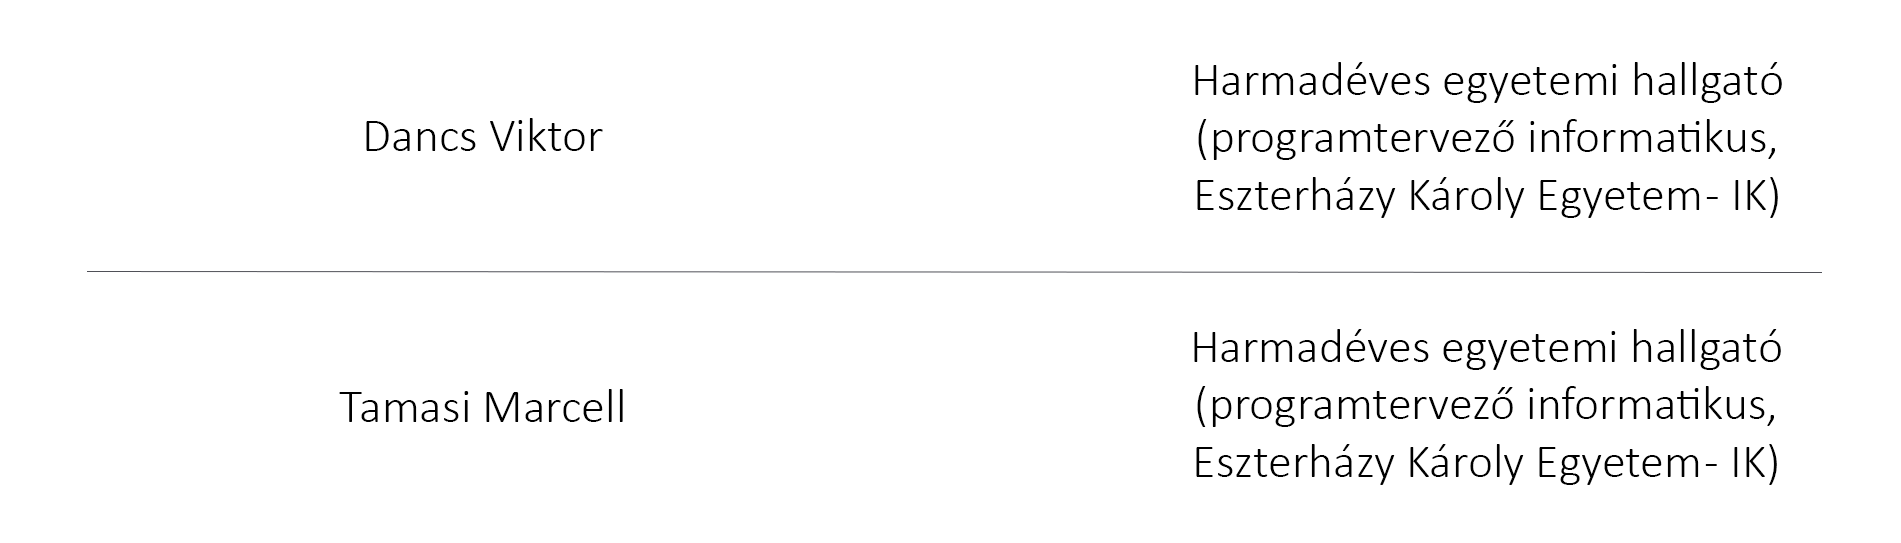 Dancs Viktor
Harmadéves egyetemi hallgató
(programtervező informatikus,
Eszterházy Károly Egyetem- IK)
Tamasi Marcell
Harmadéves egyetemi hallgató
(programtervező informatikus,
Eszterházy Károly Egyetem- IK)